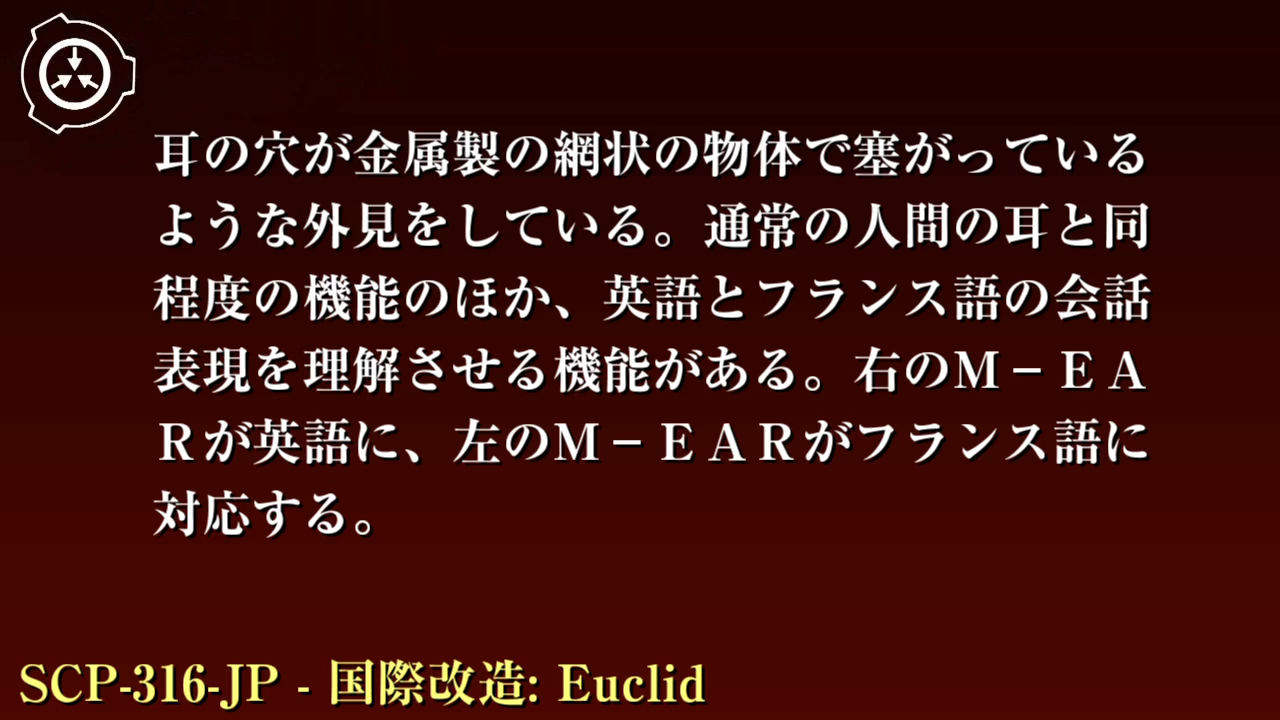 耳の穴が金属製の網状の物体で塞がっている
ような外見をしている。通常の人間の耳と同
程度の機能のほか、英語とフランス語の会話
表現を理解させる機能がある。右のＭ－ＥＡ
Ｒが英語に、左のＭ－ＥＡＲがフランス語に
対応する。
SCP-316-JP - 国際改造: Euclid